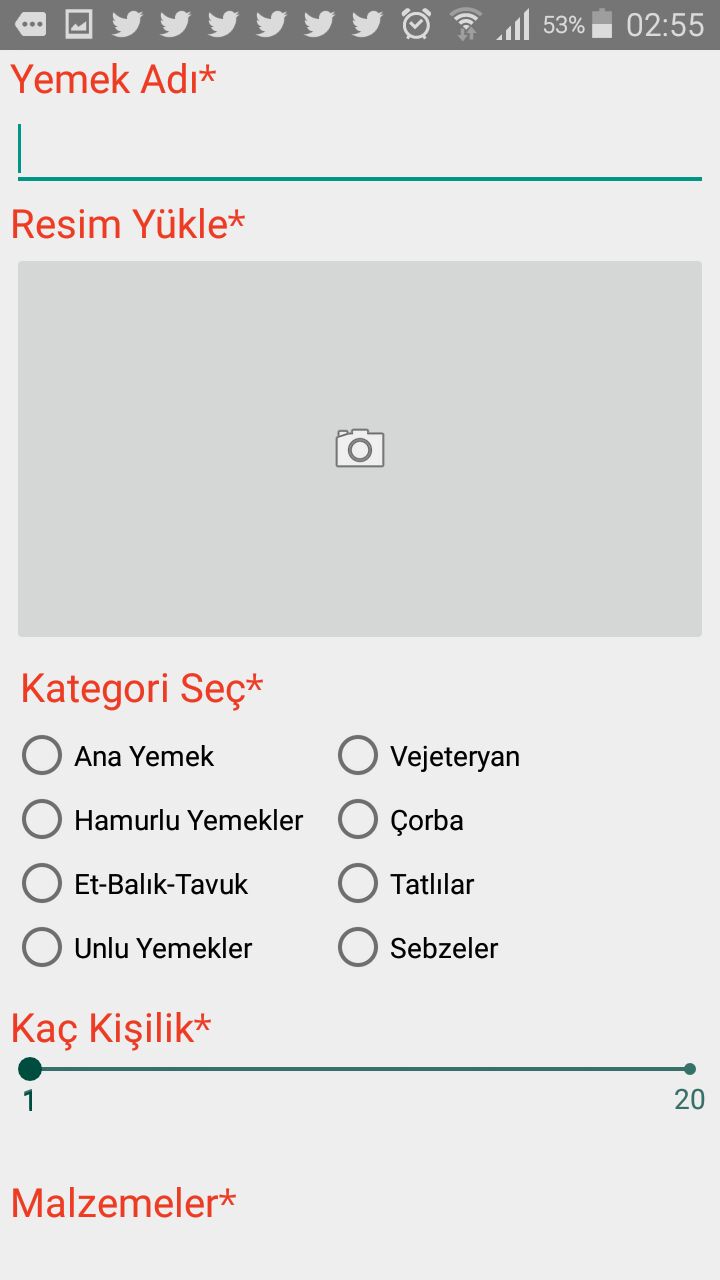 53% 02:55
Yemek Adı*
Resim Yükle*
Kategori Seç*
Ana Yemek Vejeteryan
Hamurlu Yemekler Çorba
Et-Balık-Tavuk Tatlılar
Unlu Yemekler Sebzeler
Kaç Kişilik*
1 20
Malzemeler*